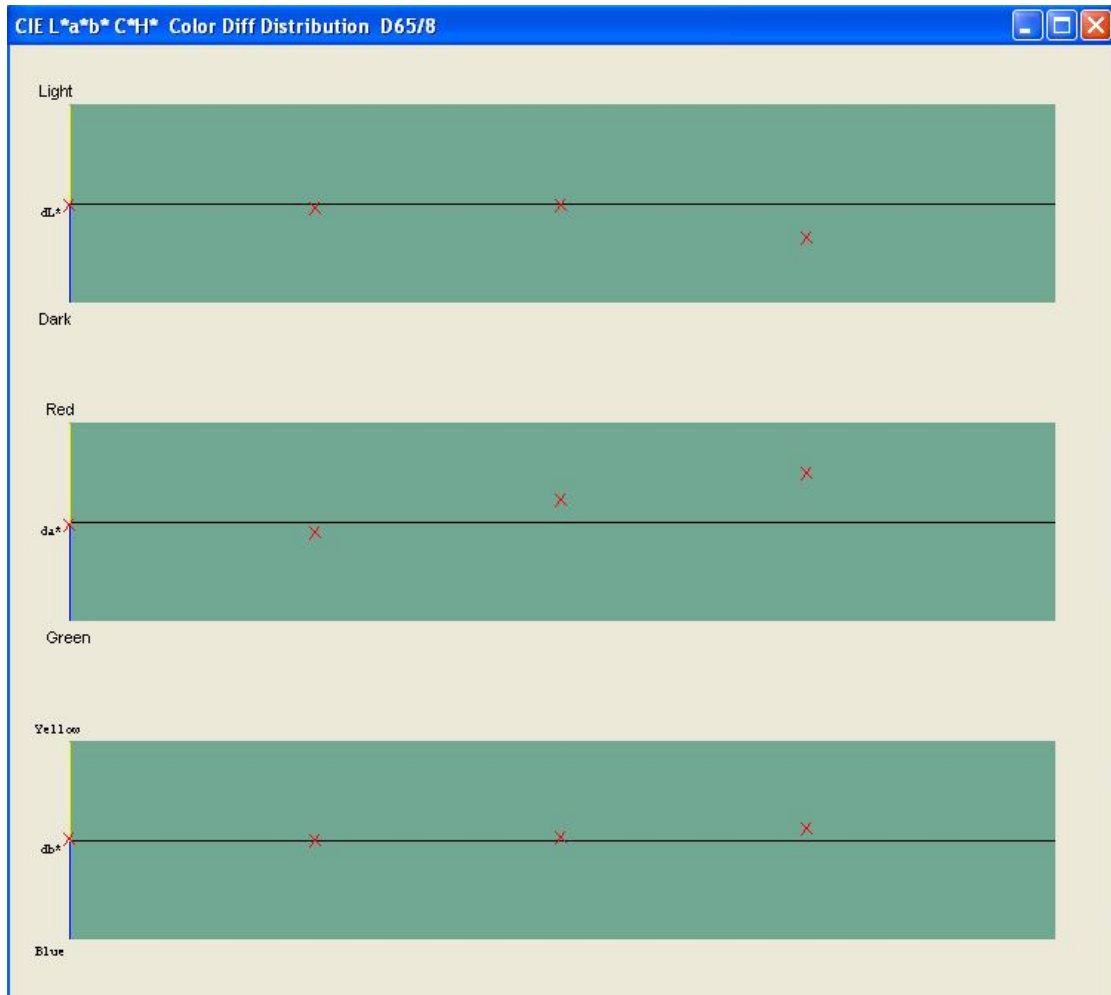 CIE L*a*b* C*H*  Color Diff Distribution  D65/8
Light
dL*
Dark
Red
da*
Green
Yellow
db*
Blue